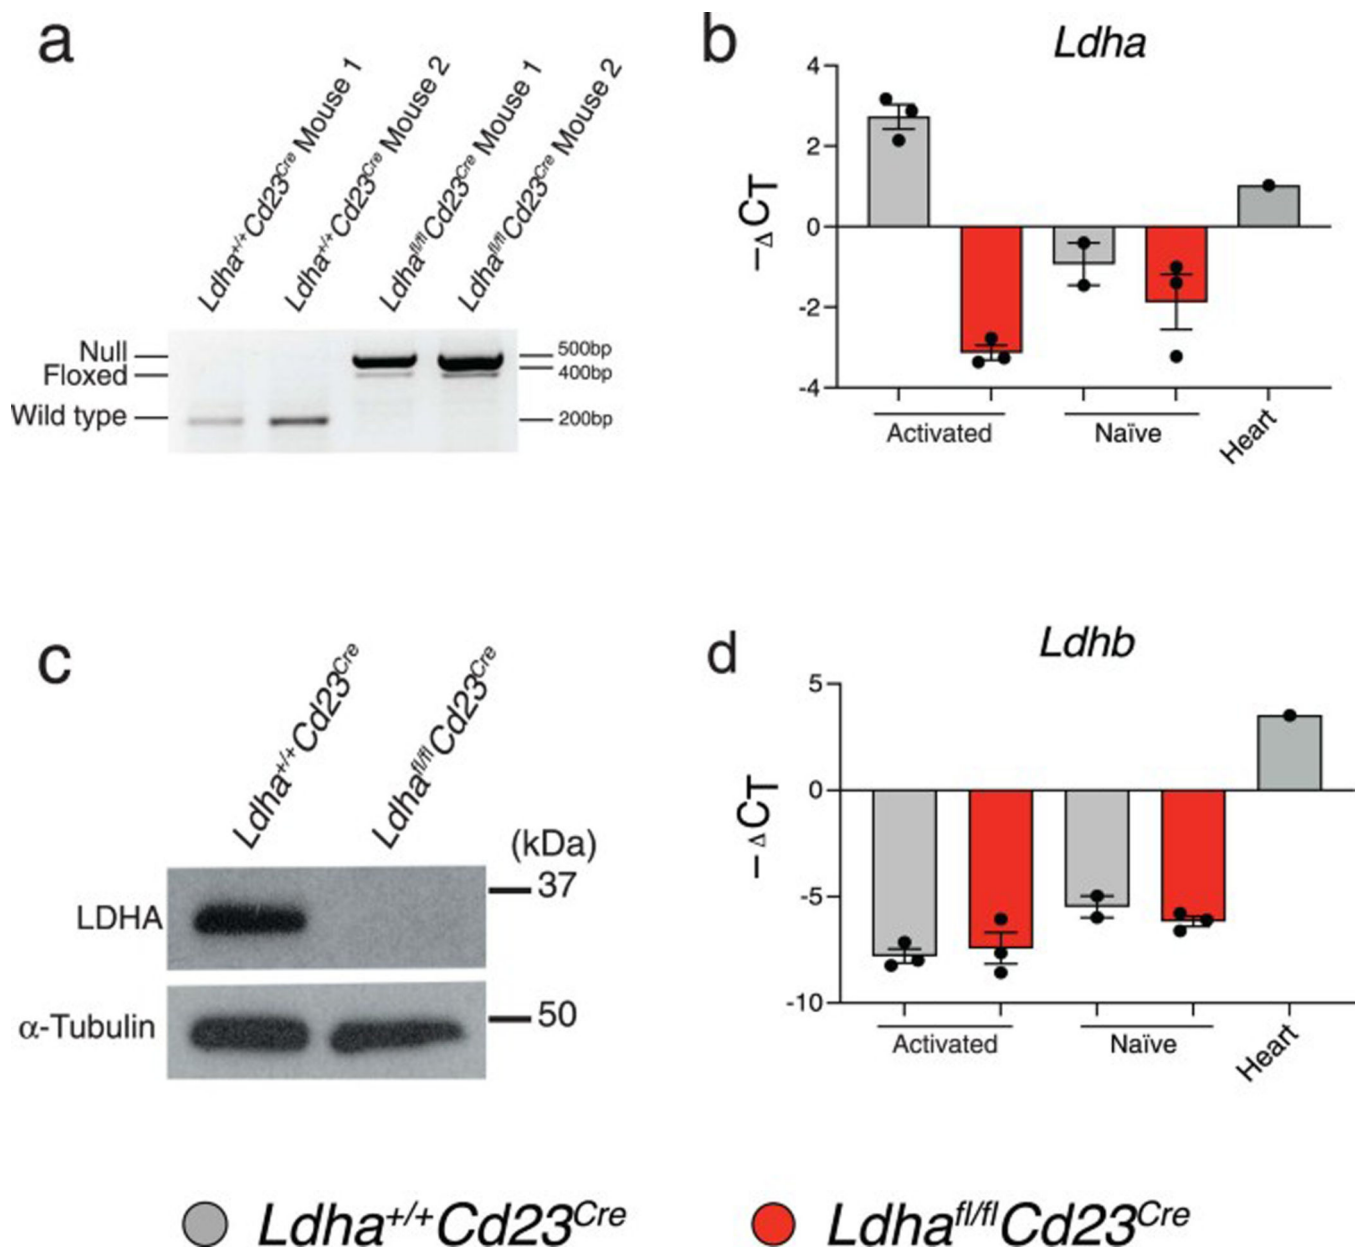 a
Ldha+/+Cd23Cre Mouse 1
Ldha+/+Cd23Cre Mouse 2
Ldhafl/flCd23Cre Mouse 1
Ldhafl/flCd23Cre Mouse 2
Null
Floxed
Wild type
500bp
400bp
200bp
b
Ldha
−ΔCT
4
2
0
-2
-4
Activated
Naïve
Heart
c
Ldha+/+Cd23Cre
Ldhafl/flCd23Cre
(kDa)
LDHA
37
α-Tubulin
50
d
Ldhb
−ΔCT
5
0
-5
-10
Activated
Naïve
Heart
Ldha+/+Cd23Cre
Ldhafl/flCd23Cre